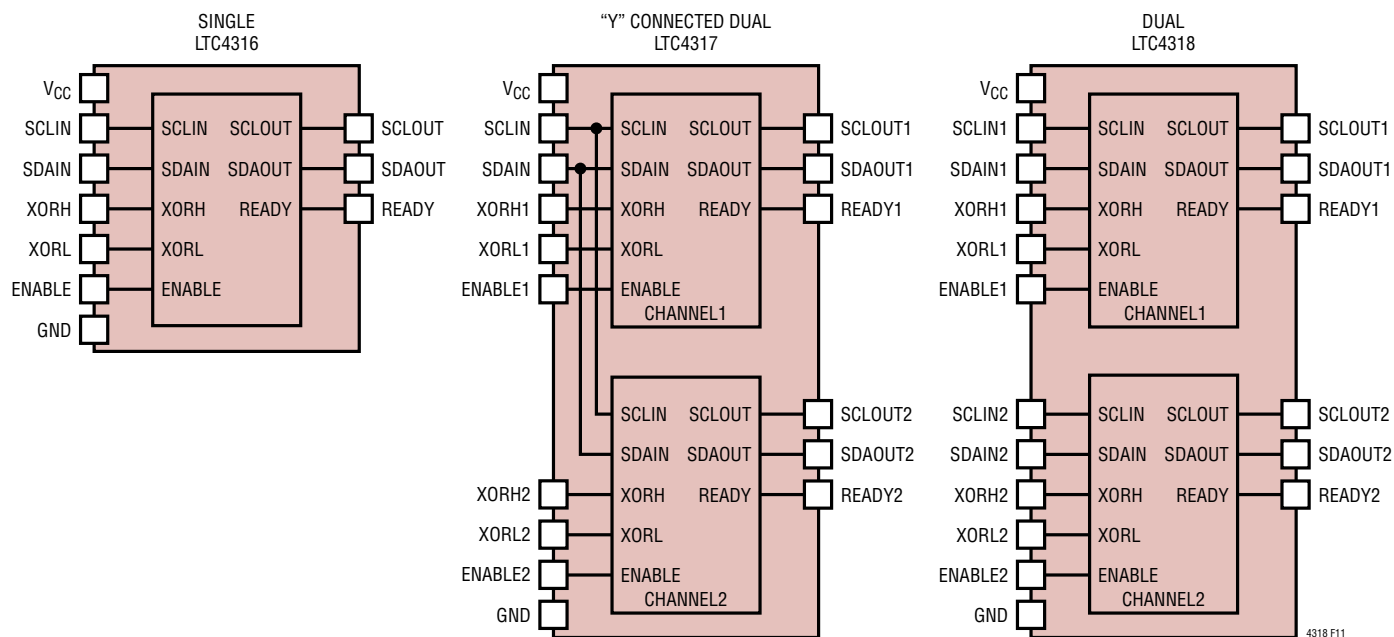 SINGLE
LTC4316
VCC
SCLIN
SDAIN
XORH
XORL
ENABLE
GND
SCLIN SCLOUT
SDAIN SDAOUT
XORH READY
XORL
ENABLE
SCLOUT
SDAOUT
READY
“Y” CONNECTED DUAL
LTC4317
VCC
SCLIN
SDAIN
XORH1
XORL1
ENABLE1
SCLIN SCLOUT
SDAIN SDAOUT
XORH READY
XORL
ENABLE
CHANNEL1
SCLOUT1
SDAOUT1
READY1
XORH2
XORL2
ENABLE2
GND
SCLIN SCLOUT
SDAIN SDAOUT
XORH READY
XORL
ENABLE
CHANNEL2
SCLOUT2
SDAOUT2
READY2
DUAL
LTC4318
VCC
SCLIN1
SDAIN1
XORH1
XORL1
ENABLE1
SCLIN SCLOUT
SDAIN SDAOUT
XORH READY
XORL
ENABLE
CHANNEL1
SCLOUT1
SDAOUT1
READY1
SCLIN2
SDAIN2
XORH2
XORL2
ENABLE2
GND
SCLIN SCLOUT
SDAIN SDAOUT
XORH READY
XORL
ENABLE
CHANNEL2
SCLOUT2
SDAOUT2
READY2
4318 F11